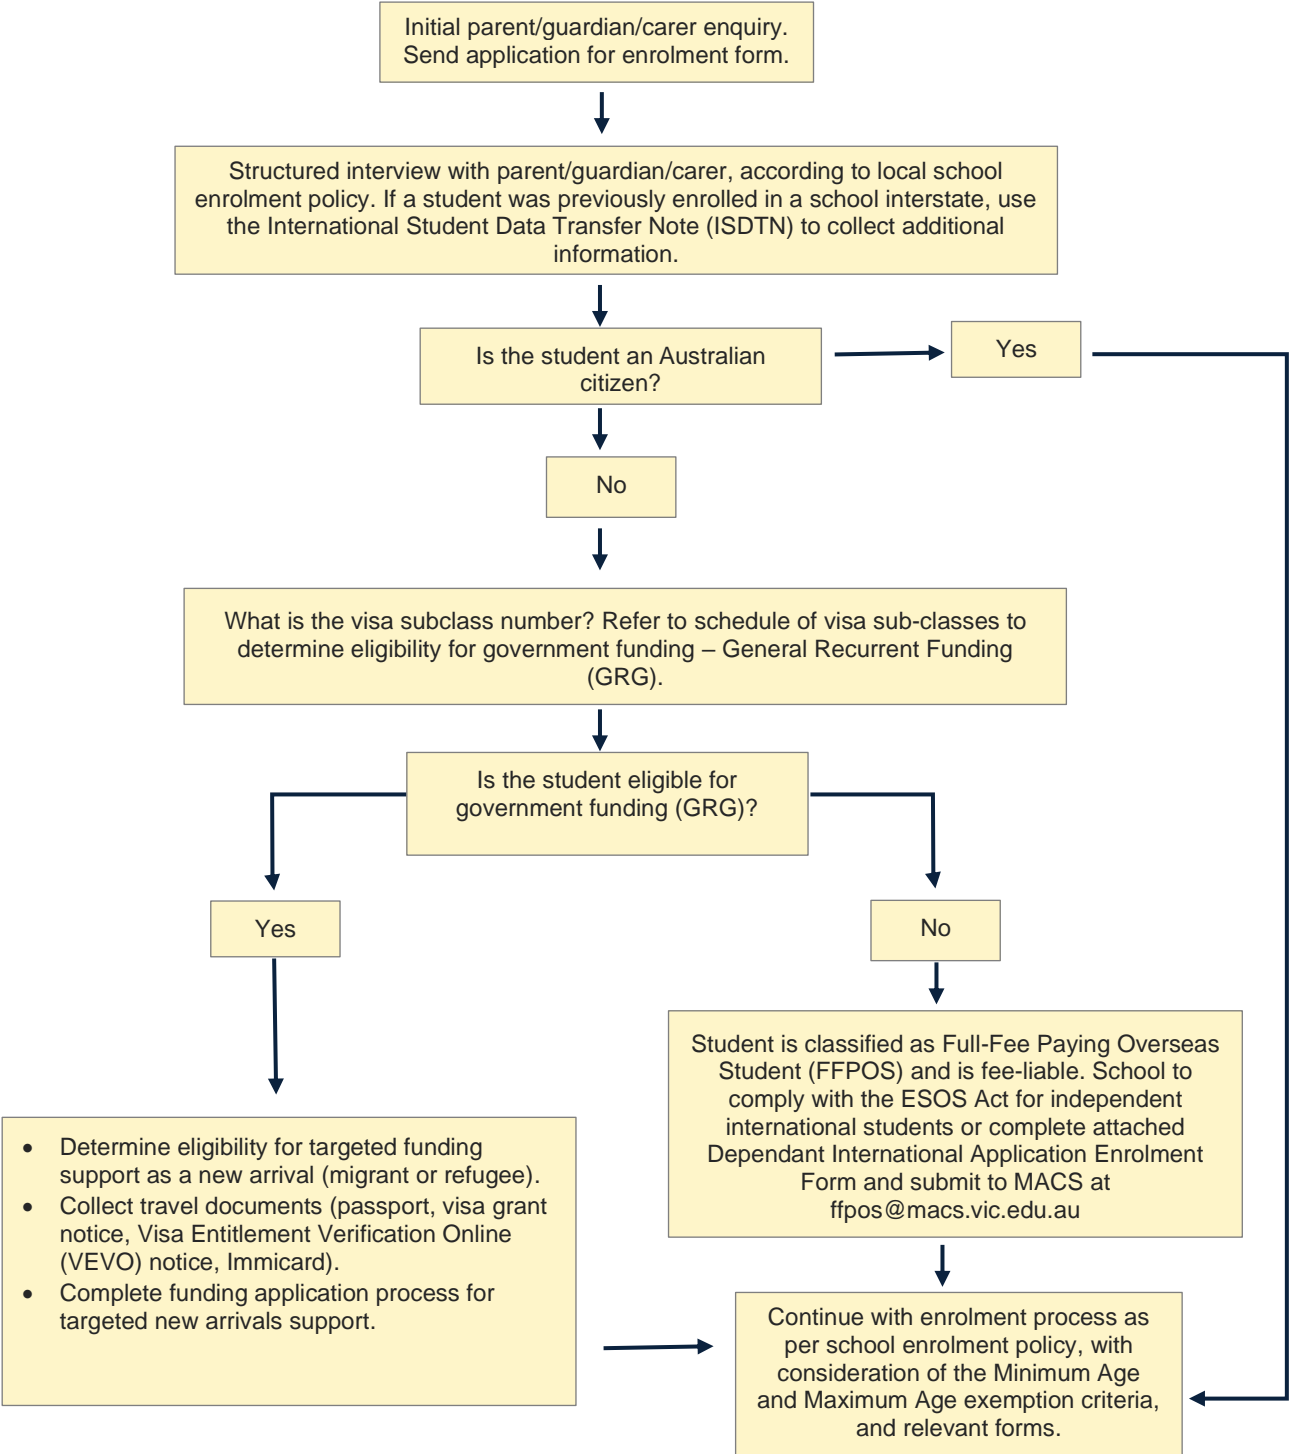 Initial parent/guardian/carer enquiry.
Send application for enrolment form.
Structured interview with parent/guardian/carer, according to local school
enrolment policy. If a student was previously enrolled in a school interstate, use
the International Student Data Transfer Note (ISDTN) to collect additional
information.
Is the student an Australian
citizen?
Yes
No
What is the visa subclass number? Refer to schedule of visa sub-classes to
determine eligibility for government funding – General Recurrent Funding
(GRG).
Is the student eligible for
government funding (GRG)?
Yes
No
Student is classified as Full-Fee Paying Overseas
Student (FFPOS) and is fee-liable. School to
comply with the ESOS Act for independent
international students or complete attached
Dependant International Application Enrolment
Form and submit to MACS at
ffpos@macs.vic.edu.au
• Determine eligibility for targeted funding
support as a new arrival (migrant or refugee).
• Collect travel documents (passport, visa grant
notice, Visa Entitlement Verification Online
(VEVO) notice, Immicard).
• Complete funding application process for
targeted new arrivals support.
Continue with enrolment process as
per school enrolment policy, with
consideration of the Minimum Age
and Maximum Age exemption criteria,
and relevant forms.